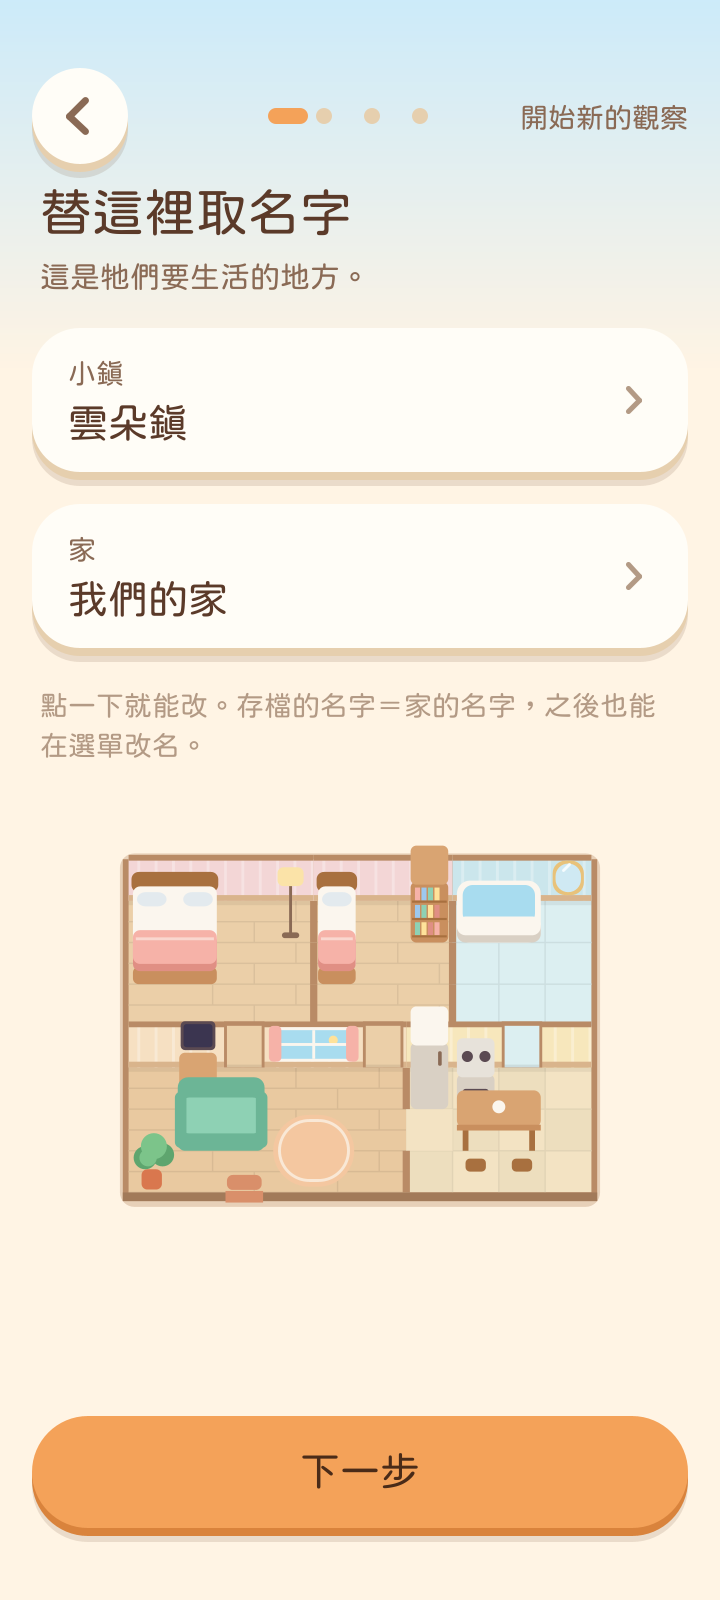 開始新的觀察
替這裡取名字
這是牠們要生活的地方。
小鎭
雲朵鎭
家
我們的家
點一下就能改。存檔的名字＝家的名字，之後也能
在選單改名。
下一步